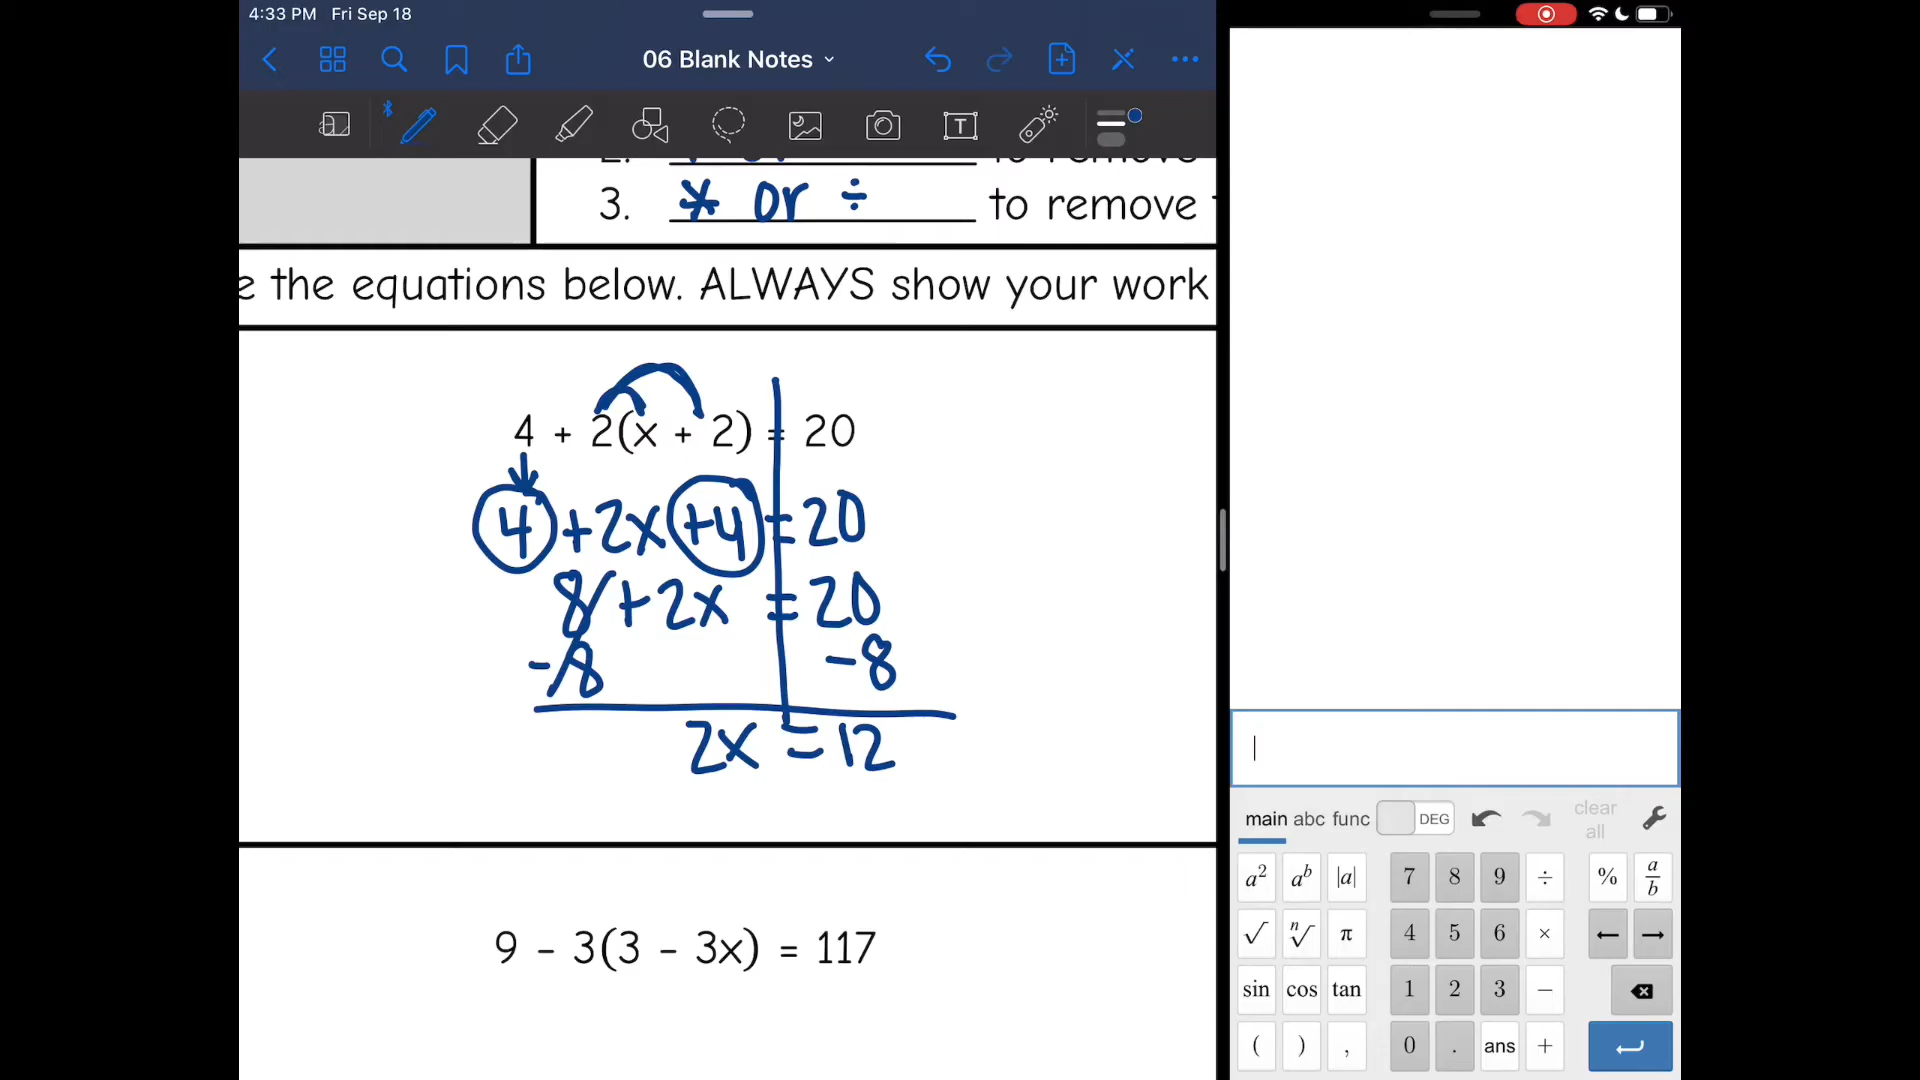 4:33 PM Fri Sep 18
06 Blank Notes
3. * or ÷ to remove
e the equations below. ALWAYS show your work
4 + 2(x + 2) = 20
4 +2x +4 = 20
8 +2x = 20
-8 -8
2x = 12
9 - 3(3 - 3x) = 117
main abc func DEG clear all
a² aᵇ |a| 7 8 9 ÷ % a/b
√ ⁿ√ π 4 5 6 × ← →
sin cos tan 1 2 3 −
( ) , 0 . ans +